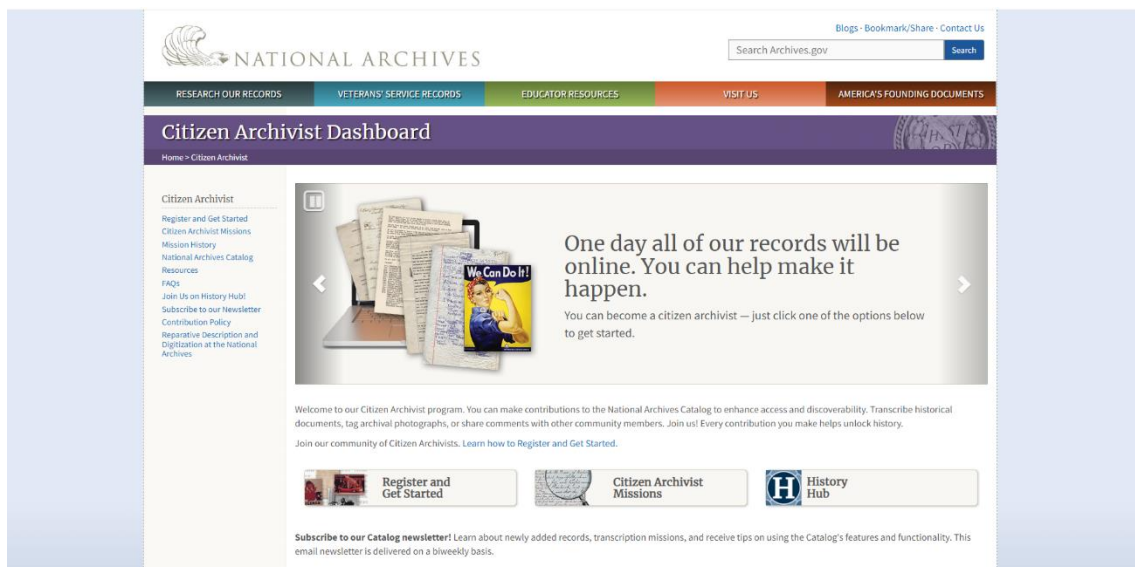 Blogs · Bookmark/Share · Contact Us
NATIONAL ARCHIVES
Search Archives.gov
Search
RESEARCH OUR RECORDS
VETERANS' SERVICE RECORDS
EDUCATOR RESOURCES
VISIT US
AMERICA'S FOUNDING DOCUMENTS
Citizen Archivist Dashboard
Home > Citizen Archivist
Citizen Archivist
Register and Get Started
Citizen Archivist Missions
Mission History
National Archives Catalog
Resources
FAQs
Join Us on History Hub!
Subscribe to our Newsletter
Contribution Policy
Reparative Description and
Digitization at the National
Archives
We Can Do It!
One day all of our records will be
online. You can help make it
happen.
You can become a citizen archivist — just click one of the options below
to get started.
Welcome to our Citizen Archivist program. You can make contributions to the National Archives Catalog to enhance access and discoverability. Transcribe historical
documents, tag archival photographs, or share comments with other community members. Join us! Every contribution you make helps unlock history.
Join our community of Citizen Archivists. Learn how to Register and Get Started.
Register and
Get Started
Citizen Archivist
Missions
H
History
Hub
Subscribe to our Catalog newsletter! Learn about newly added records, transcription missions, and receive tips on using the Catalog's features and functionality. This
email newsletter is delivered on a biweekly basis.